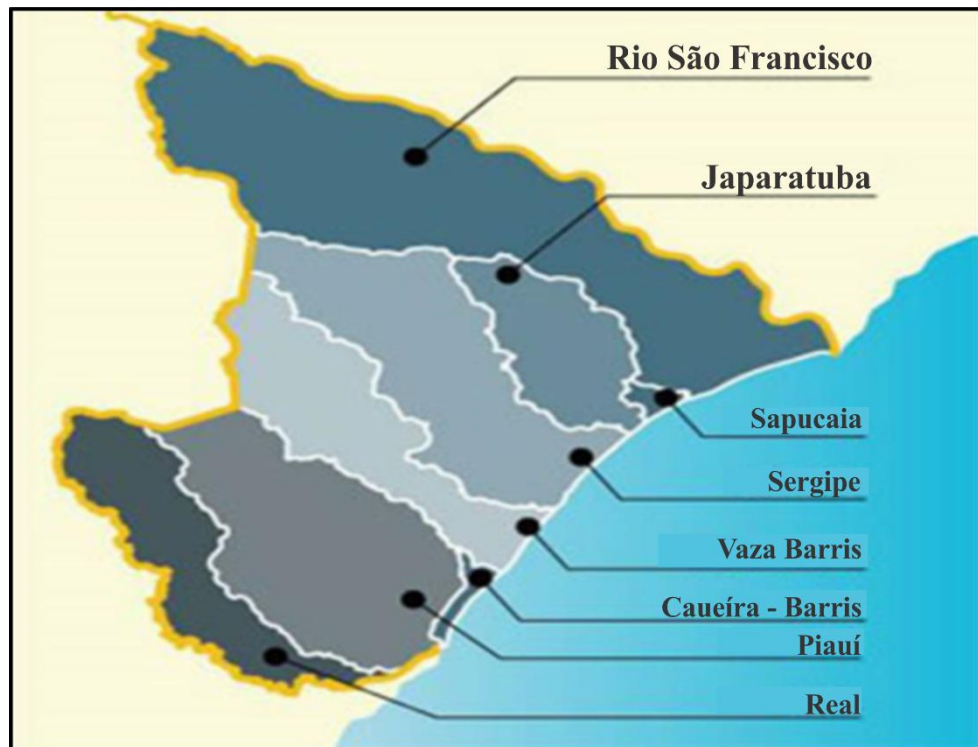 Rio São Francisco
Japaratuba
Sapucaia
Sergipe
Vaza Barris
Caueíra - Barris
Piauí
Real